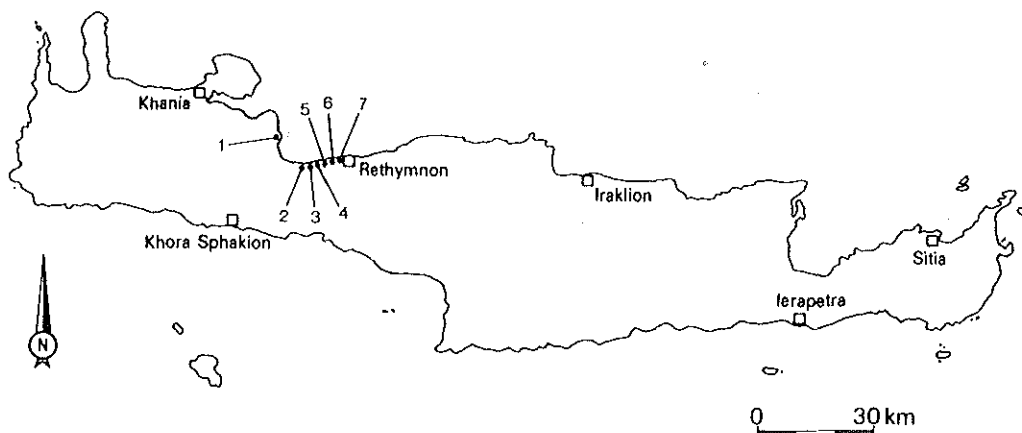 Khania
1
5
6
7
Rethymnon
2
3
4
Iraklion
Khora Sphakion
Sitia
Ierapetra
N
0 30 km